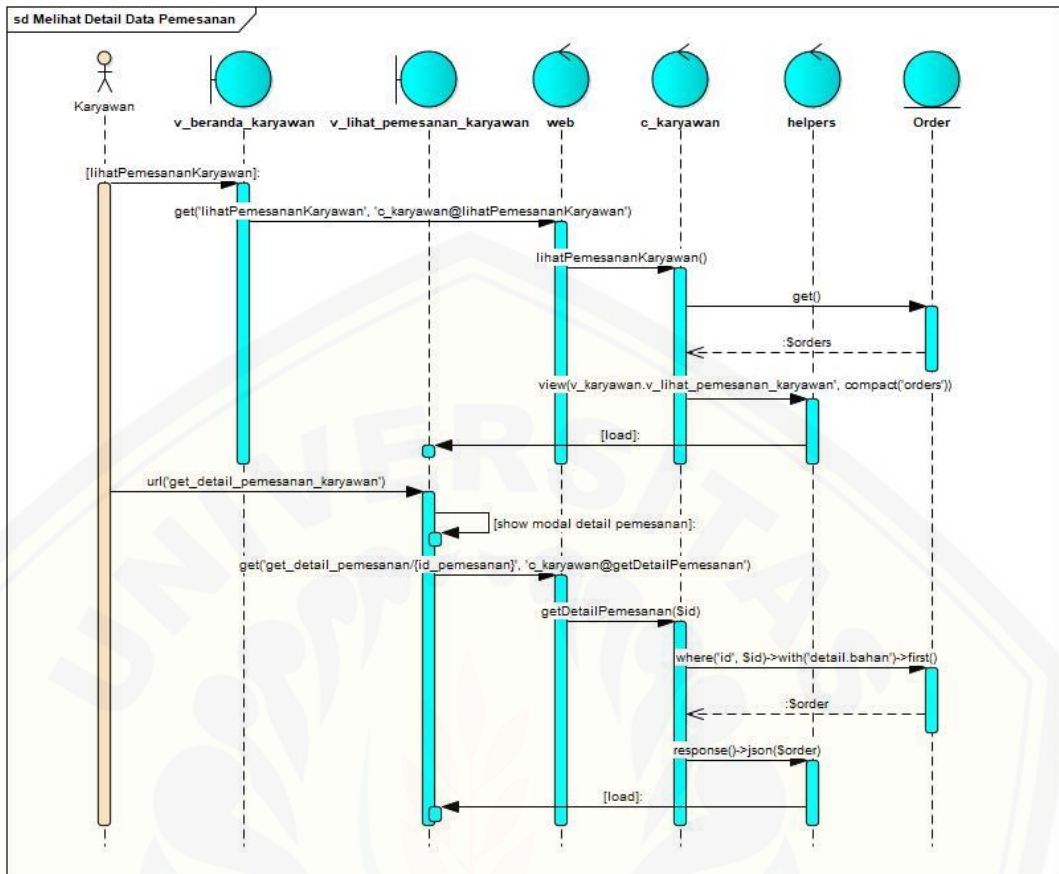 sd Melihat Detail Data Pemesanan
Karyawan
v_beranda_karyawan
v_lihat_pemesanan_karyawan
web
c_karyawan
helpers
Order
[lihatPemesananKaryawan]:
get('lihatPemesananKaryawan', 'c_karyawan@lihatPemesananKaryawan')
lihatPemesananKaryawan()
get()
:$orders
view(v_karyawan.v_lihat_pemesanan_karyawan', compact('orders'))
[load]:
url('get_detail_pemesanan_karyawan')
[show modal detail pemesanan]:
get('get_detail_pemesanan/{id_pemesanan}', 'c_karyawan@getDetailPemesanan')
getDetailPemesanan($id)
where('id', $id)->with('detail.bahan')->first()
:$order
response()->json($order)
[load]:
UNIVERSITAS